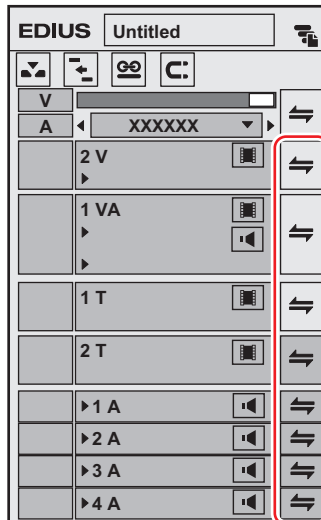 EDIUS Untitled
V
A XXXXXX
2 V
1 VA
1 T
2 T
1 A
2 A
3 A
4 A